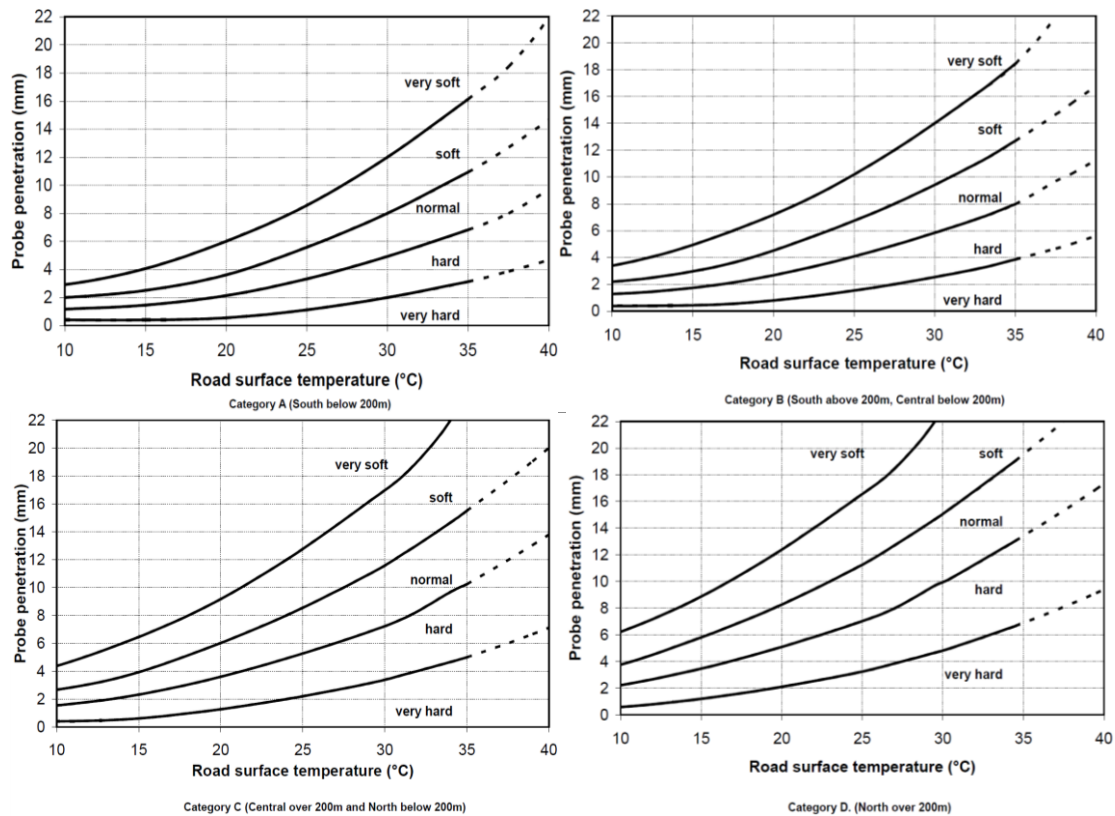 22
20
18
16
14
12
10
8
6
4
2
0
Probe penetration (mm)
very soft
soft
normal
hard
very hard
10 15 20 25 30 35 40
Road surface temperature (°C)
Category A (South below 200m)
22
20
18
16
14
12
10
8
6
4
2
0
Probe penetration (mm)
very soft
soft
normal
hard
very hard
10 15 20 25 30 35 40
Road surface temperature (°C)
Category B (South above 200m, Central below 200m)
22
20
18
16
14
12
10
8
6
4
2
0
Probe penetration (mm)
very soft
soft
normal
hard
very hard
10 15 20 25 30 35 40
Road surface temperature (°C)
Category C (Central over 200m and North below 200m)
22
20
18
16
14
12
10
8
6
4
2
0
Probe penetration (mm)
very soft
soft
normal
hard
very hard
10 15 20 25 30 35 40
Road surface temperature (°C)
Category D. (North over 200m)